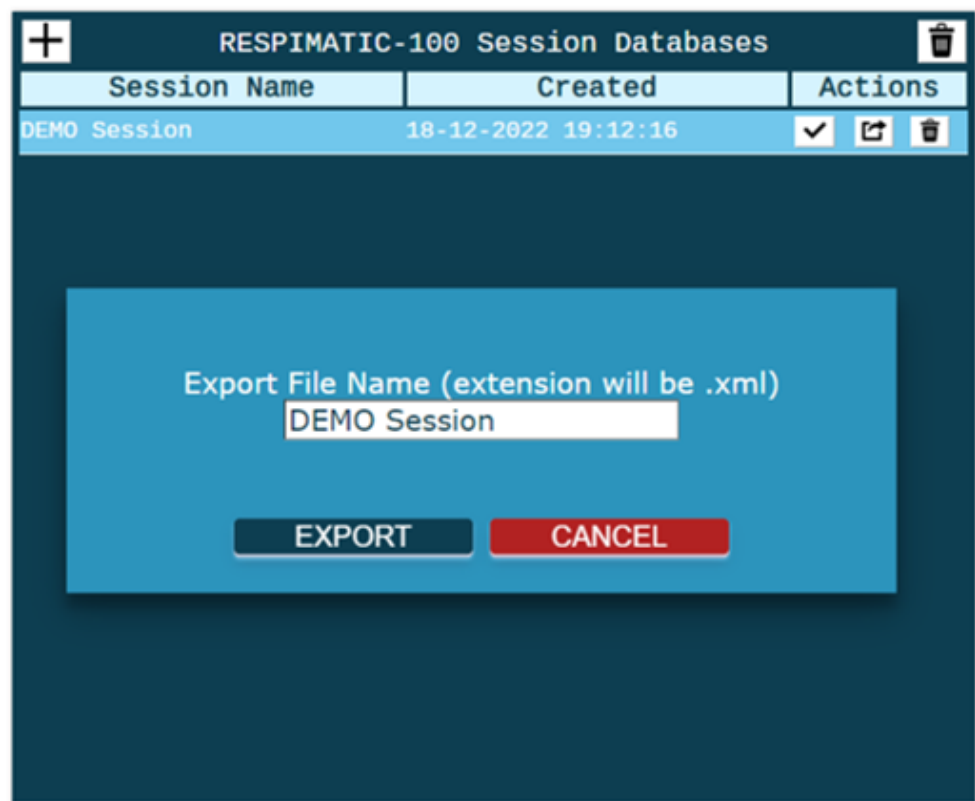 RESPIMATIC-100 Session Databases
Session Name Created Actions
DEMO Session 18-12-2022 19:12:16
Export File Name (extension will be .xml)
DEMO Session
EXPORT CANCEL